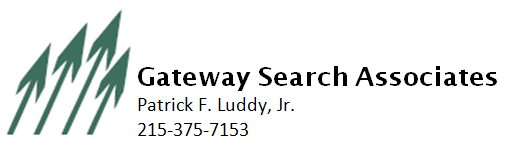 Gateway Search Associates
Patrick F. Luddy, Jr.
215-375-7153